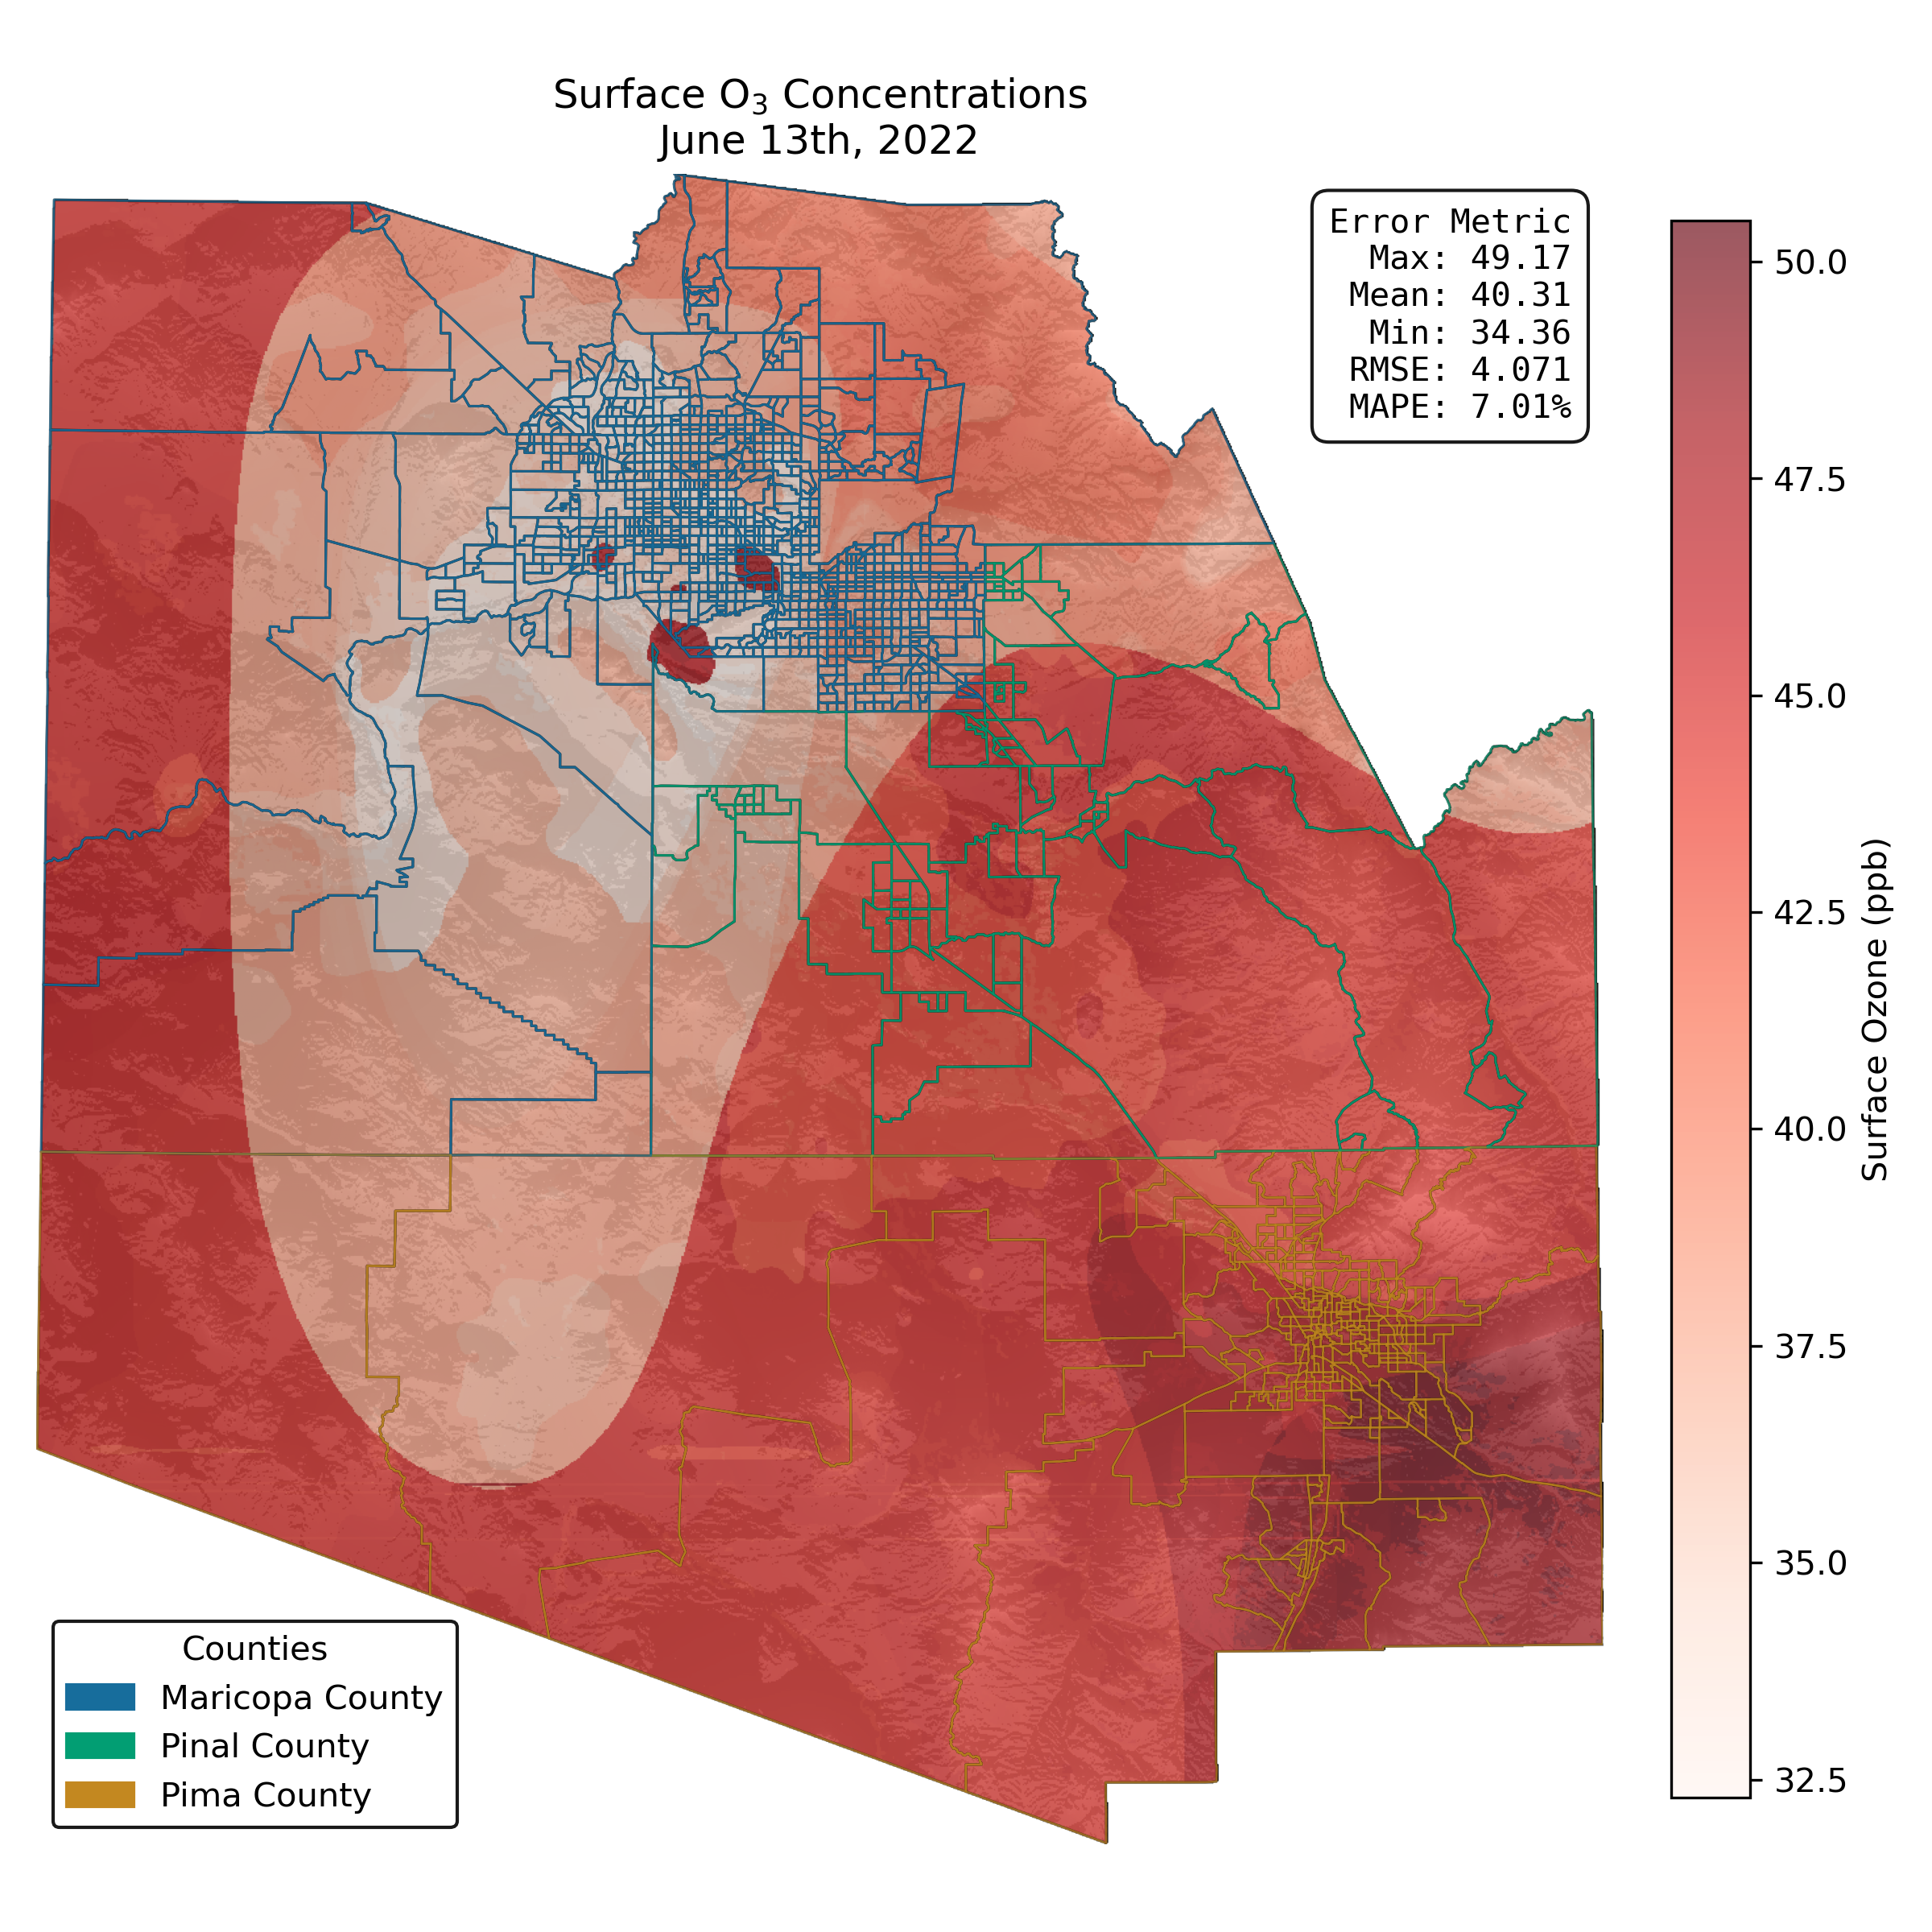 Surface O₃ Concentrations
June 13th, 2022
Error Metric
Max: 49.17
Mean: 40.31
Min: 34.36
RMSE: 4.071
MAPE: 7.01%
50.0
47.5
45.0
42.5
40.0
37.5
35.0
32.5
Surface Ozone (ppb)
Counties
Maricopa County
Pinal County
Pima County